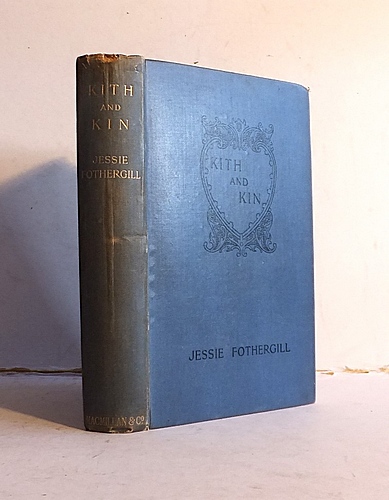 KITH
AND
KIN
JESSIE
FOTHERGILL
MACMILLAN & Co.
KITH
AND
KIN
JESSIE FOTHERGILL